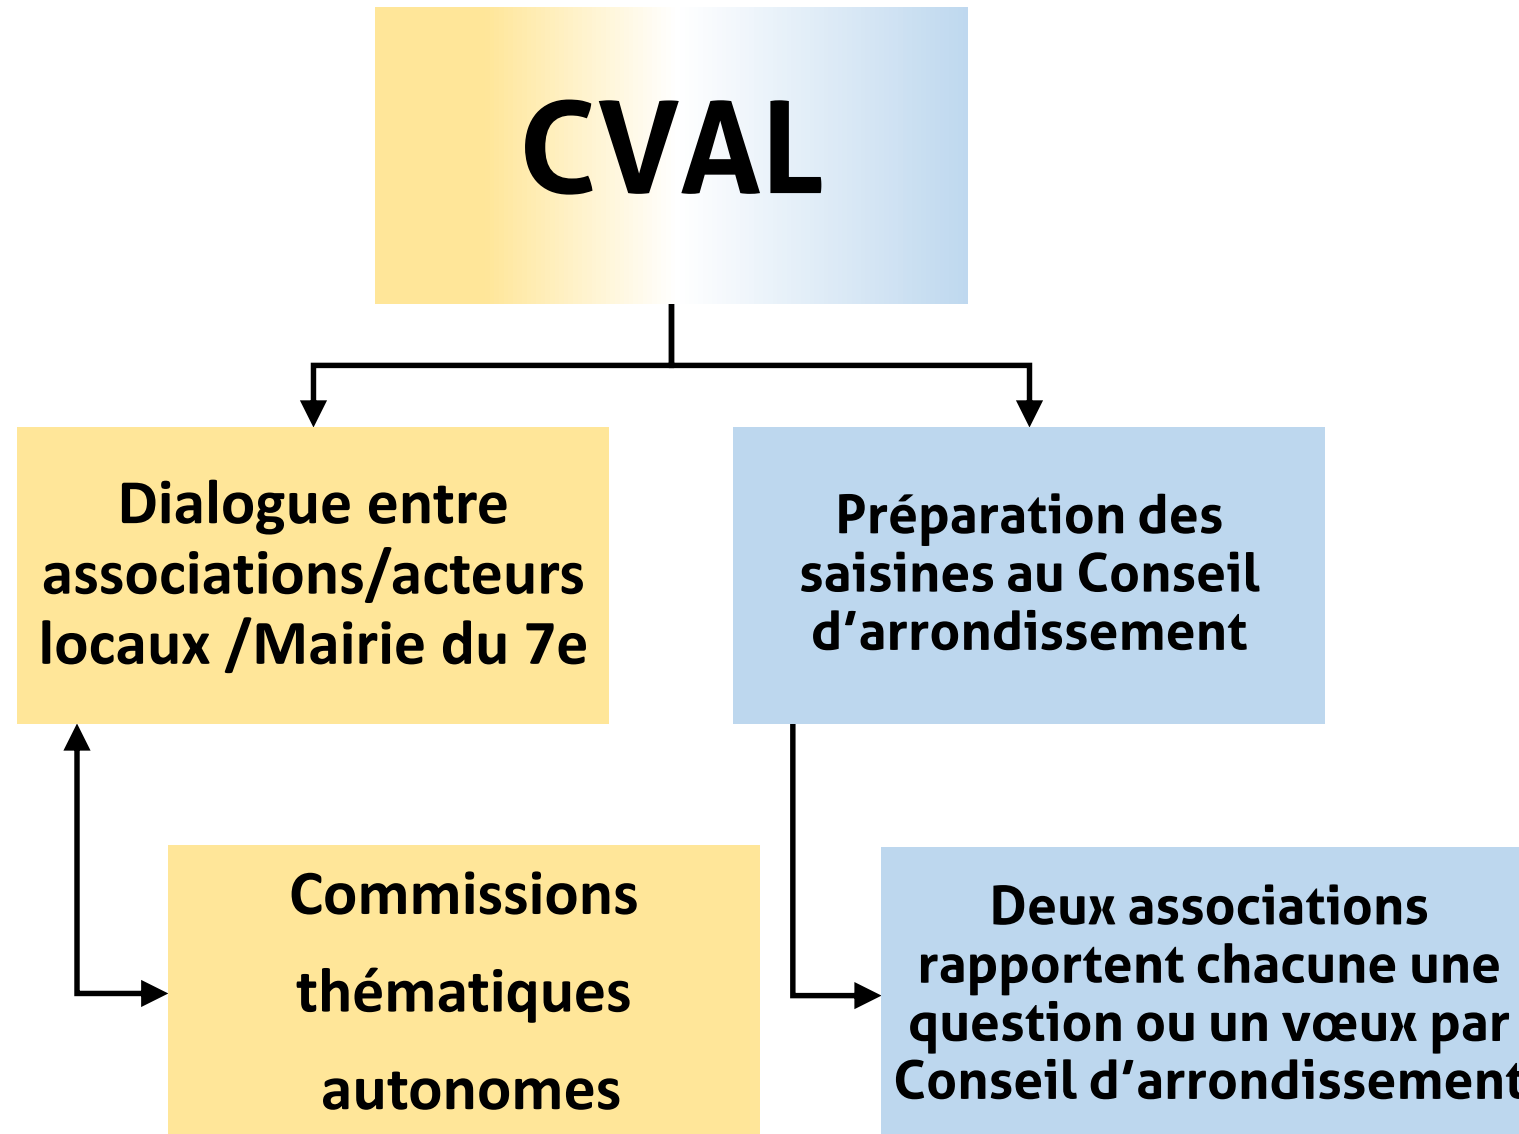 CVAL
Dialogue entre
associations/acteurs
locaux /Mairie du 7e
Préparation des
saisines au Conseil
d’arrondissement
Commissions
thématiques
autonomes
Deux associations
rapportent chacune une
question ou un vœux par
Conseil d’arrondissement